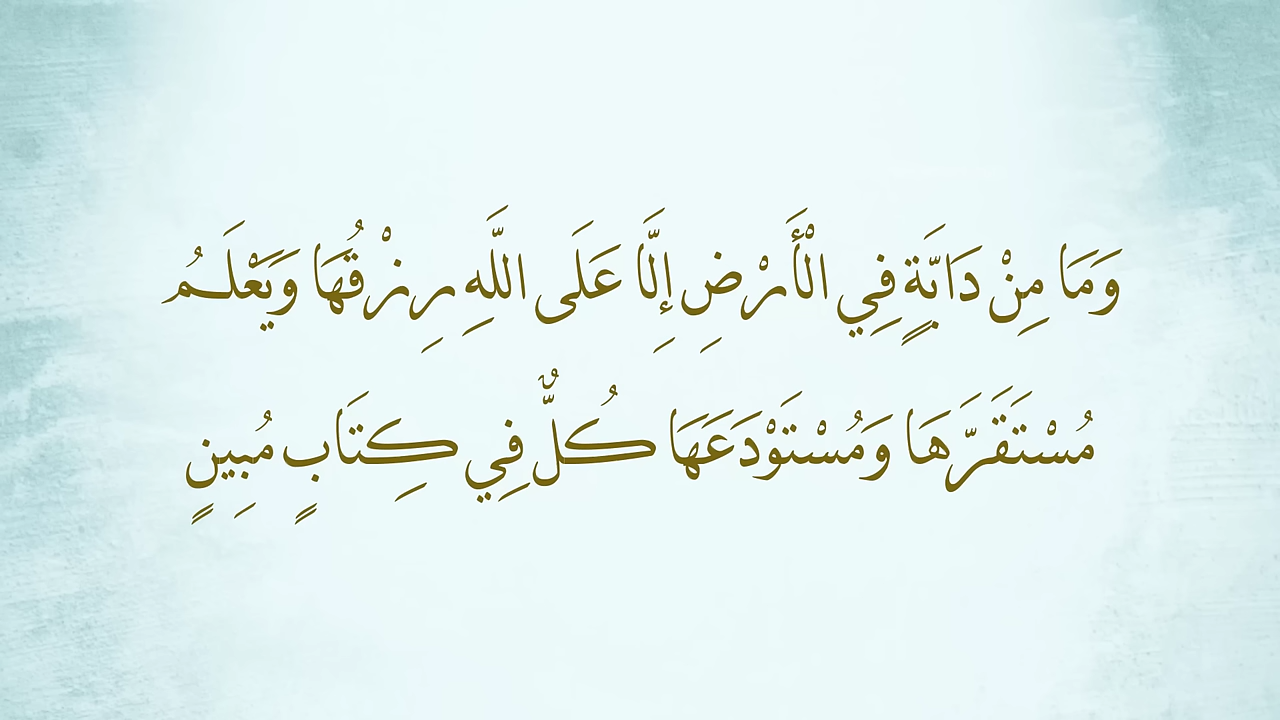 وَمَا مِنْ دَابَّةٍ فِي الْأَرْضِ إِلَّا عَلَى اللَّهِ رِزْقُهَا وَيَعْلَمُ
مُسْتَقَرَّهَا وَمُسْتَوْدَعَهَا كُلٌّ فِي كِتَابٍ مُبِينٍ